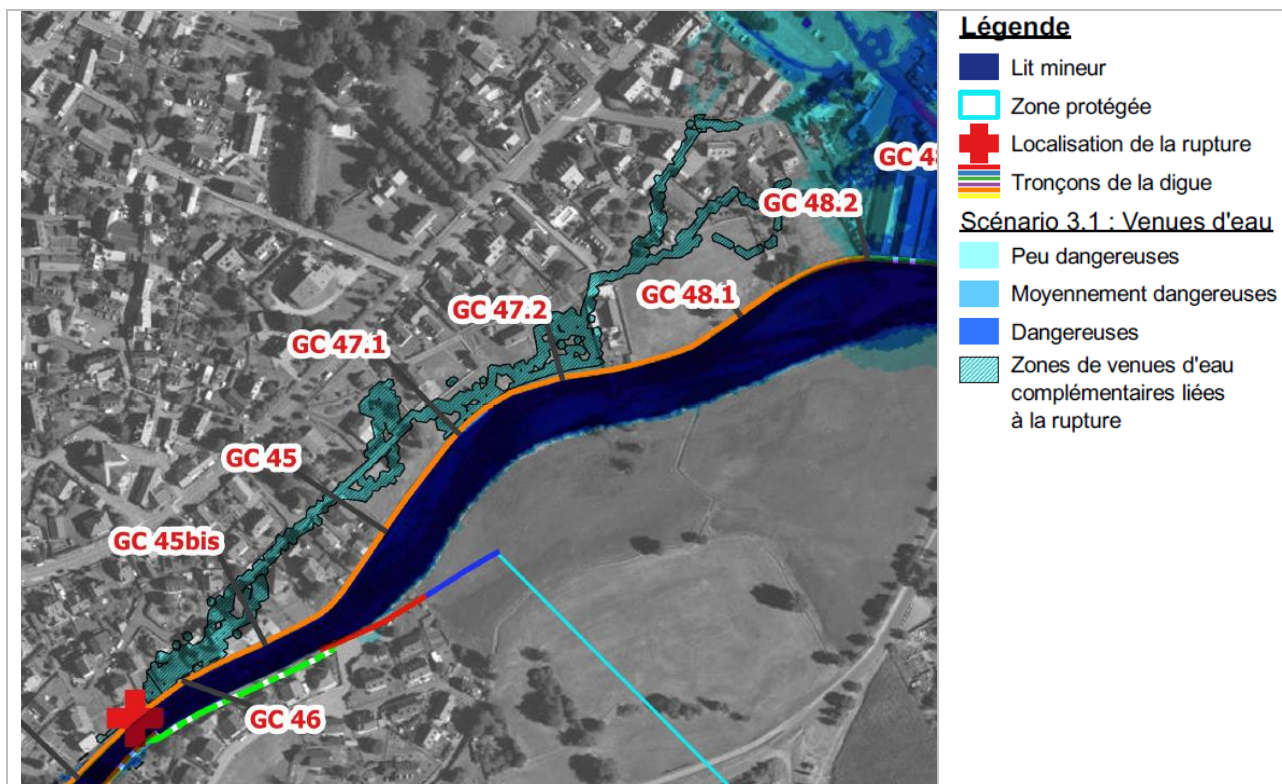 GC 48.2
GC 48.1
GC 47.2
GC 47.1
GC 45
GC 45bis
GC 46
Légende
Lit mineur
Zone protégée
Localisation de la rupture
Tronçons de la digue
Scénario 3.1 : Venues d'eau
Peu dangereuses
Moyennement dangereuses
Dangereuses
Zones de venues d'eau
complémentaires liées
à la rupture